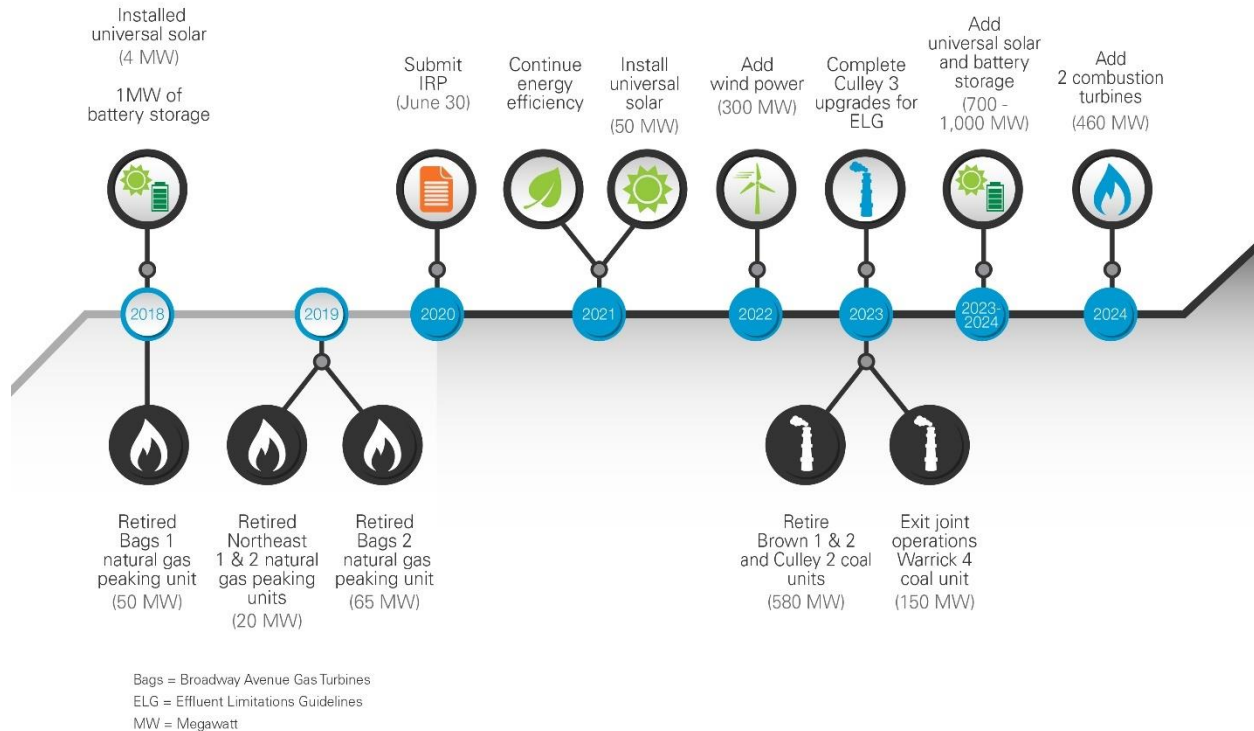 Installed
universal solar
(4 MW)
1MW of
battery storage
Submit
IRP
(June 30)
Continue
energy
efficiency
Install
universal
solar
(50 MW)
Add
wind power
(300 MW)
Complete
Culley 3
upgrades for
ELG
Add
universal solar
and battery
storage
(700 -
1,000 MW)
Add
2 combustion
turbines
(460 MW)
2018
2019
2020
2021
2022
2023
2023-
2024
2024
Retired
Bags 1
natural gas
peaking unit
(50 MW)
Retired
Northeast
1 & 2 natural
gas peaking
units
(20 MW)
Retired
Bags 2
natural gas
peaking unit
(65 MW)
Retire
Brown 1 & 2
and Culley 2 coal
units
(580 MW)
Exit joint
operations
Warrick 4
coal unit
(150 MW)
Bags = Broadway Avenue Gas Turbines
ELG = Effluent Limitations Guidelines
MW = Megawatt